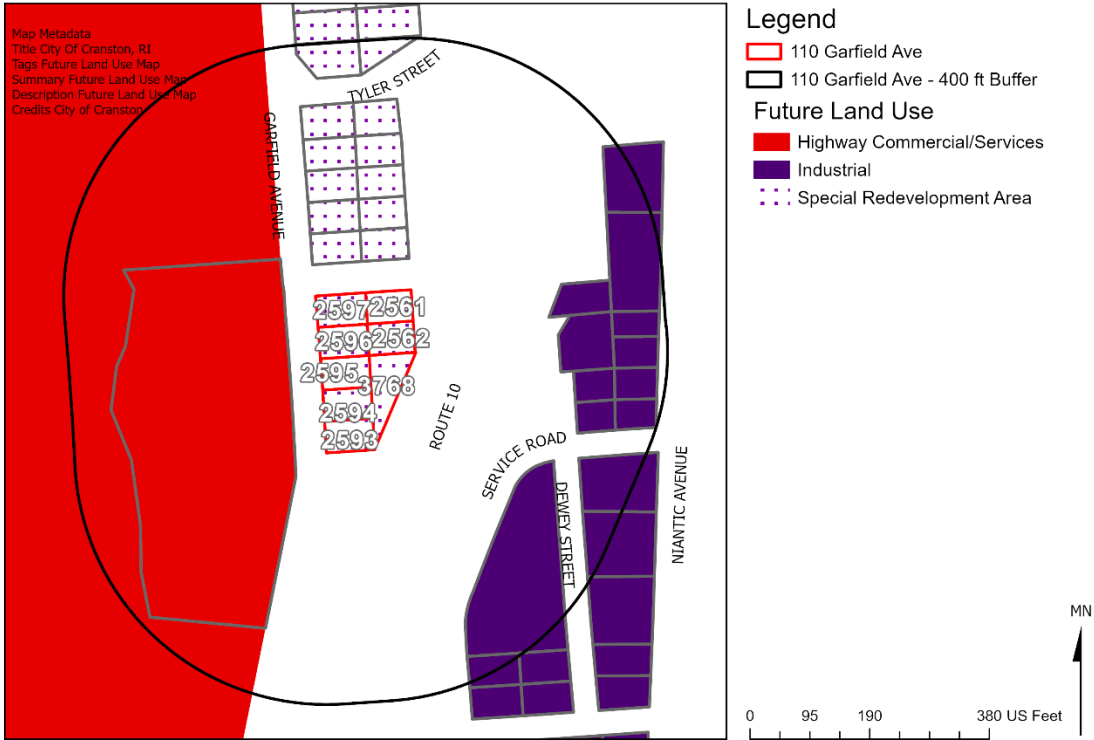 Map Metadata
Title City Of Cranston, RI
Tags Future Land Use Map
Summary Future Land Use Map
Description Future Land Use Map
Credits City of Cranston
TYLER STREET
GARFIELD AVENUE
2597 2561
2596 2562
2595
3768
2594
2593
ROUTE 10
SERVICE ROAD
DEWEY STREET
NIANTIC AVENUE
Legend
110 Garfield Ave
110 Garfield Ave - 400 ft Buffer
Future Land Use
Highway Commercial/Services
Industrial
Special Redevelopment Area
MN
0 95 190 380 US Feet